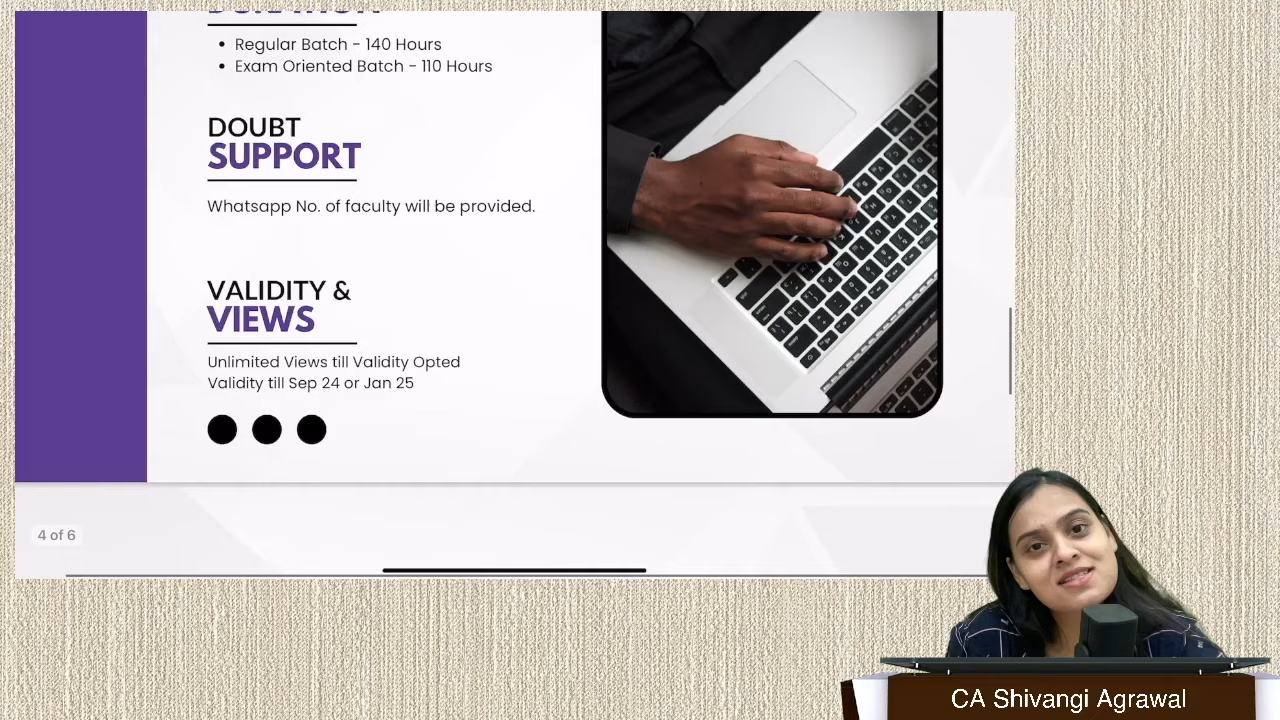 Regular Batch - 140 Hours
Exam Oriented Batch - 110 Hours
DOUBT
SUPPORT
Whatsapp No. of faculty will be provided.
VALIDITY &
VIEWS
Unlimited Views till Validity Opted
Validity till Sep 24 or Jan 25
4 of 6
CA Shivangi Agrawal